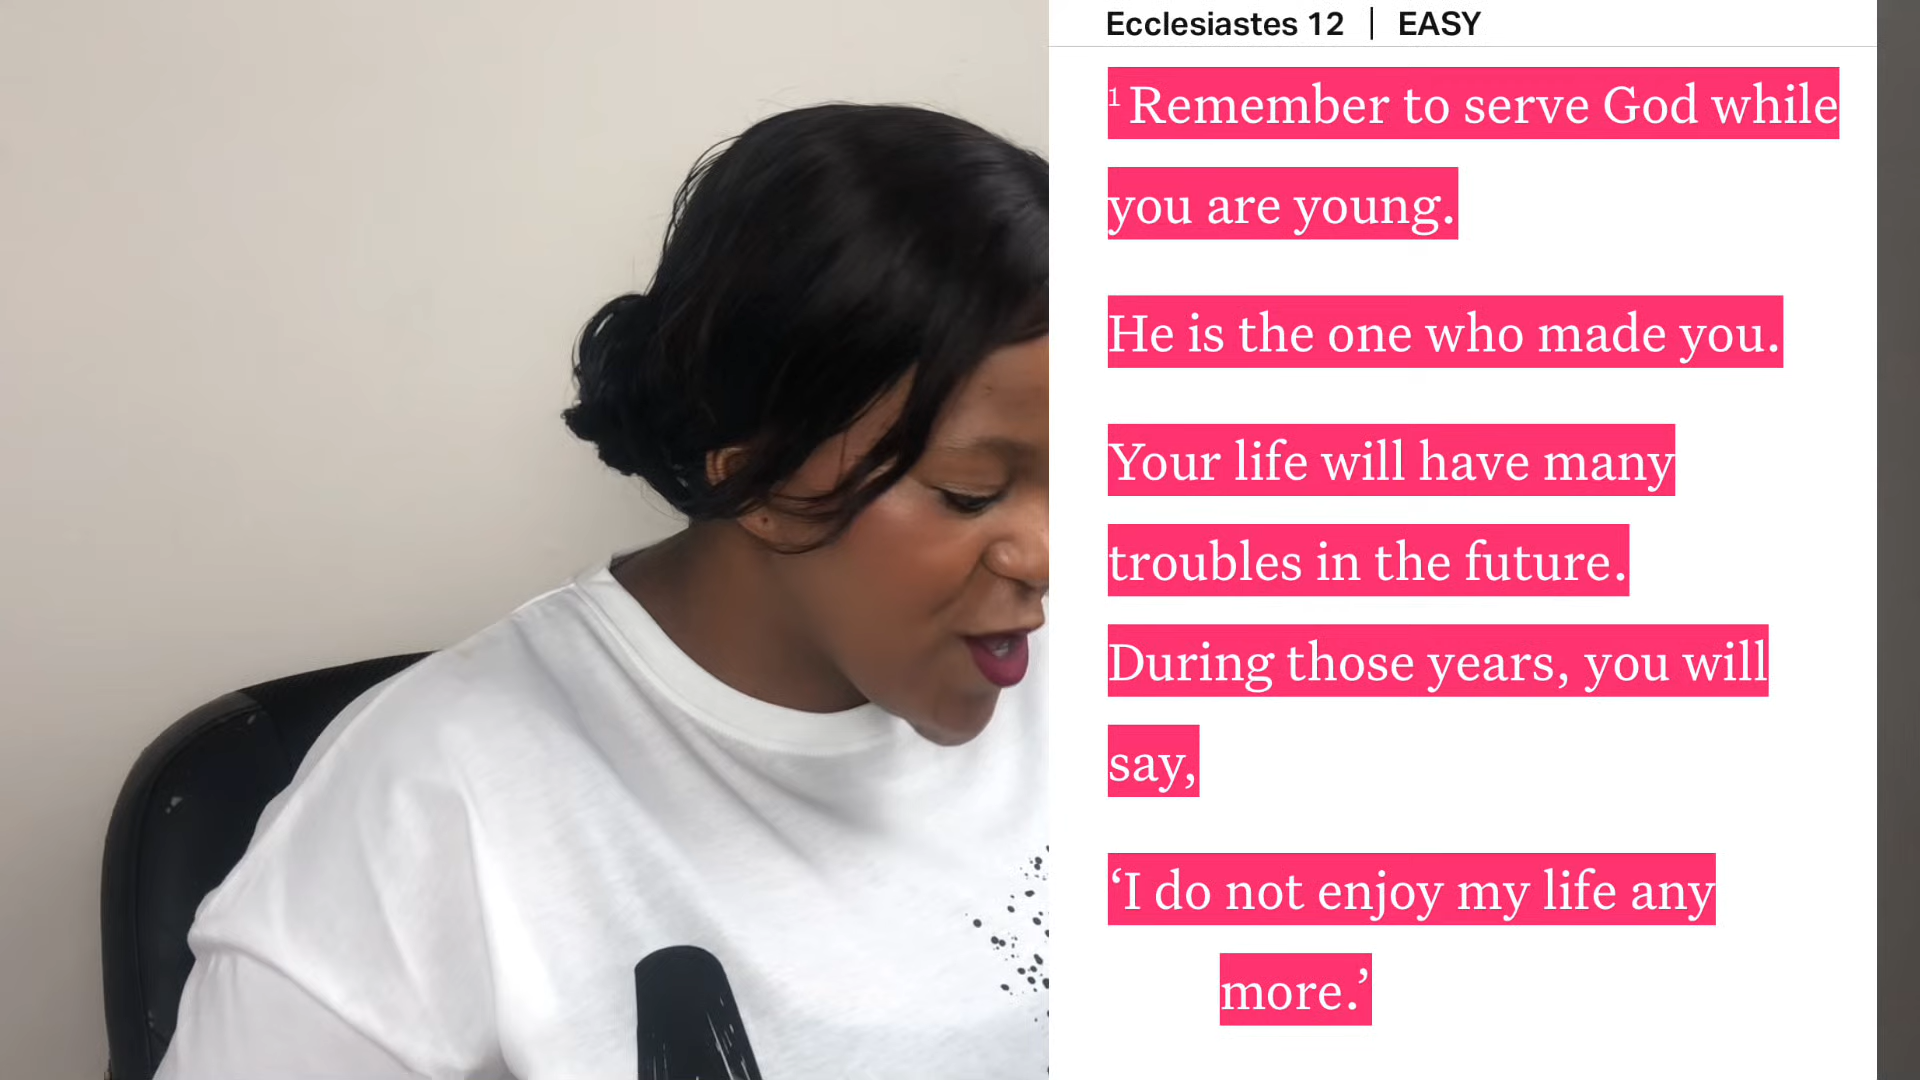 Ecclesiastes 12 | EASY
1 Remember to serve God while
you are young.
He is the one who made you.
Your life will have many
troubles in the future.
During those years, you will
say,
‘I do not enjoy my life any
more.’